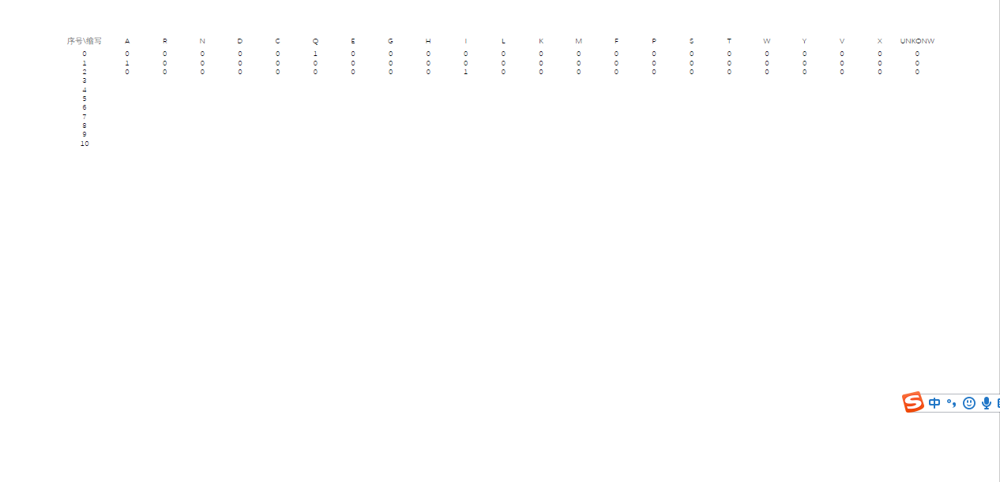 序号\缩写 A R N D C Q E G H I L K M F P S T W Y V X UNKONW
0 0 0 0 0 0 1 0 0 0 0 0 0 0 0 0 0 0 0 0 0 0 0
1 1 0 0 0 0 0 0 0 0 0 0 0 0 0 0 0 0 0 0 0 0 0
2 0 0 0 0 0 0 0 0 0 1 0 0 0 0 0 0 0 0 0 0 0 0
3
4
5
6
7
8
9
10
S 中 °,